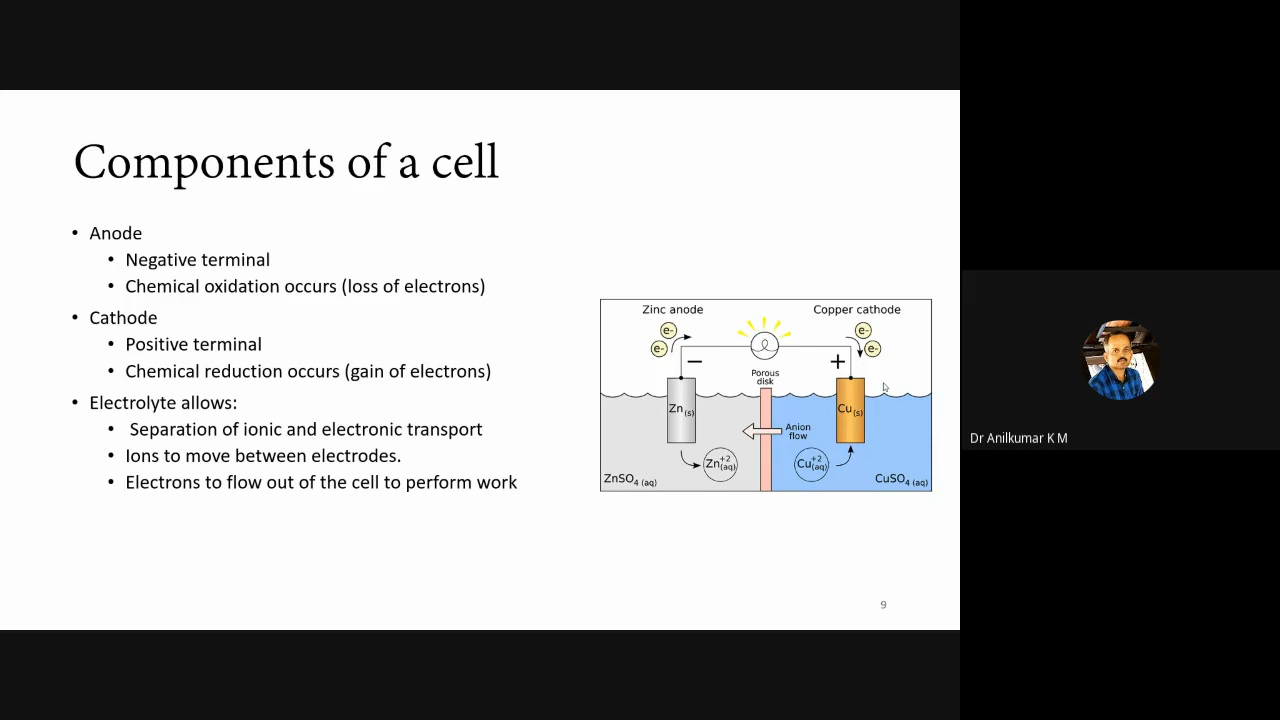 Components of a cell
• Anode
• Negative terminal
• Chemical oxidation occurs (loss of electrons)
• Cathode
• Positive terminal
• Chemical reduction occurs (gain of electrons)
• Electrolyte allows:
• Separation of ionic and electronic transport
• Ions to move between electrodes.
• Electrons to flow out of the cell to perform work
Zinc anode
Copper cathode
e-
e-
e-
e-
−
+
Porous
disk
Zn(s)
Cu(s)
Anion
flow
Zn+2(aq)
Cu+2(aq)
ZnSO4 (aq)
CuSO4 (aq)
9
Dr Anilkumar K M